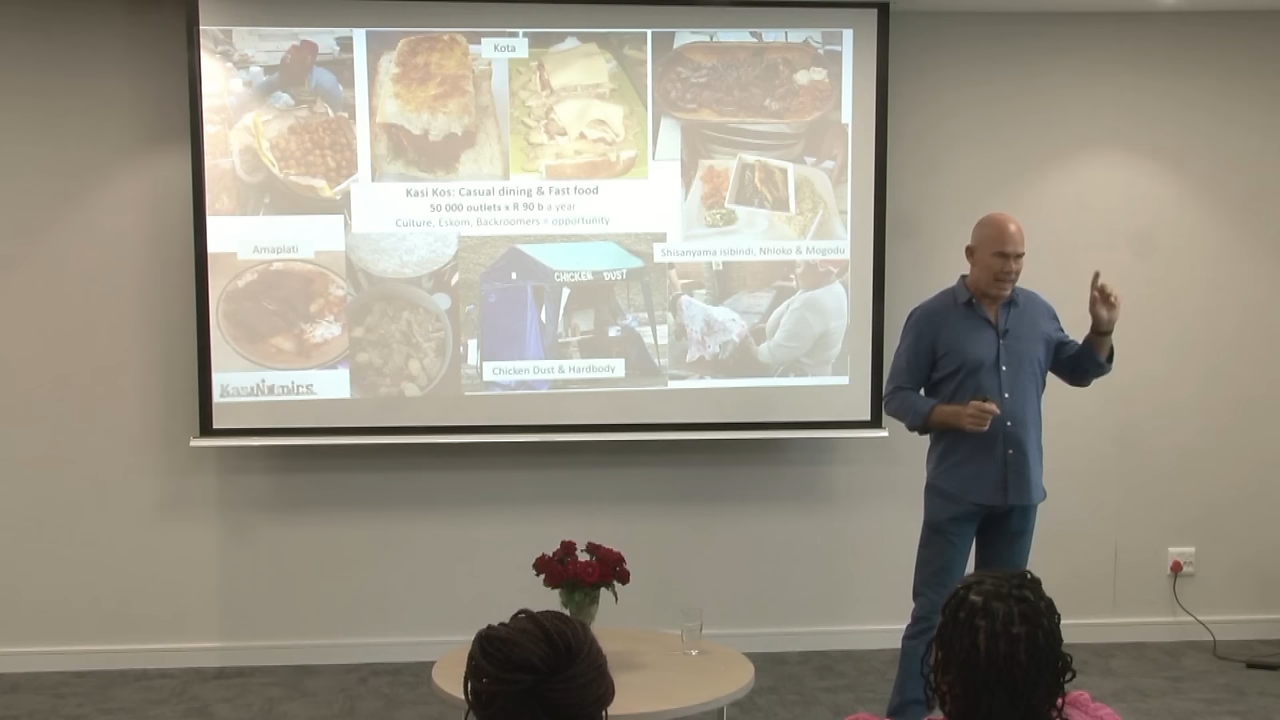 Kota
Kasi Kos: Casual dining & Fast food
50 000 outlets x R 90 b a year
Culture, Eskom, Backroomers = opportunity
Amaplati
Shisanyama isibindi, Nhloko & Mogodu
CHICKEN DUST
Chicken Dust & Hardbody
KasiNomics